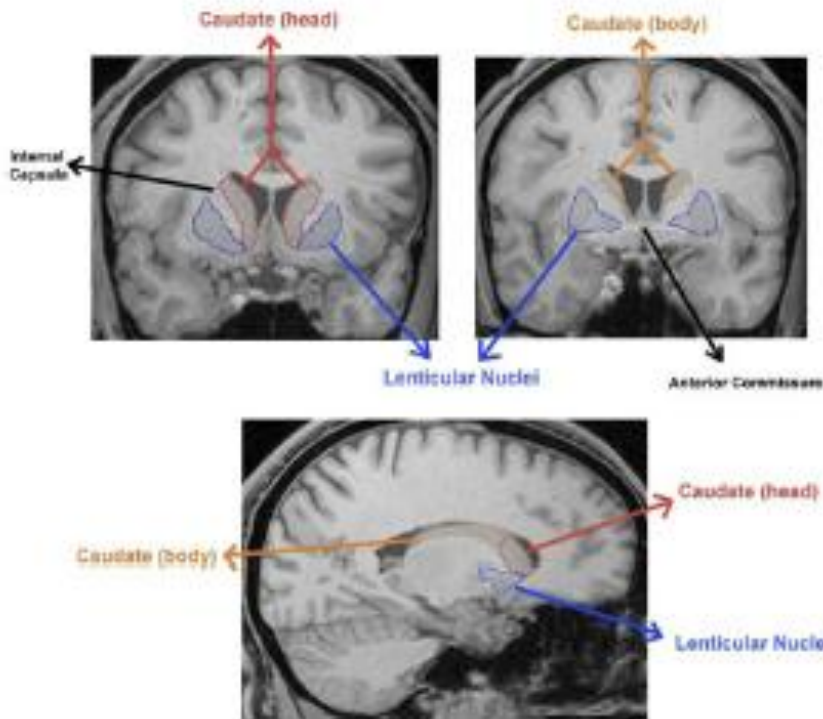 Caudate (head)
Caudate (body)
Internal
Capsule
Lenticular Nuclei
Anterior Commissure
Caudate (head)
Caudate (body)
Lenticular Nucle